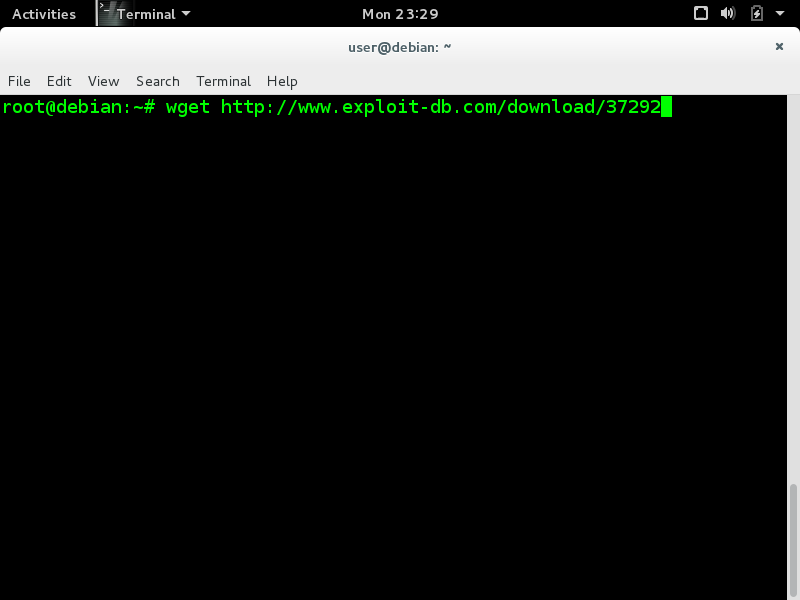 Activities Terminal Mon 23:29
user@debian: ~
File Edit View Search Terminal Help
root@debian:~# wget http://www.exploit-db.com/download/37292